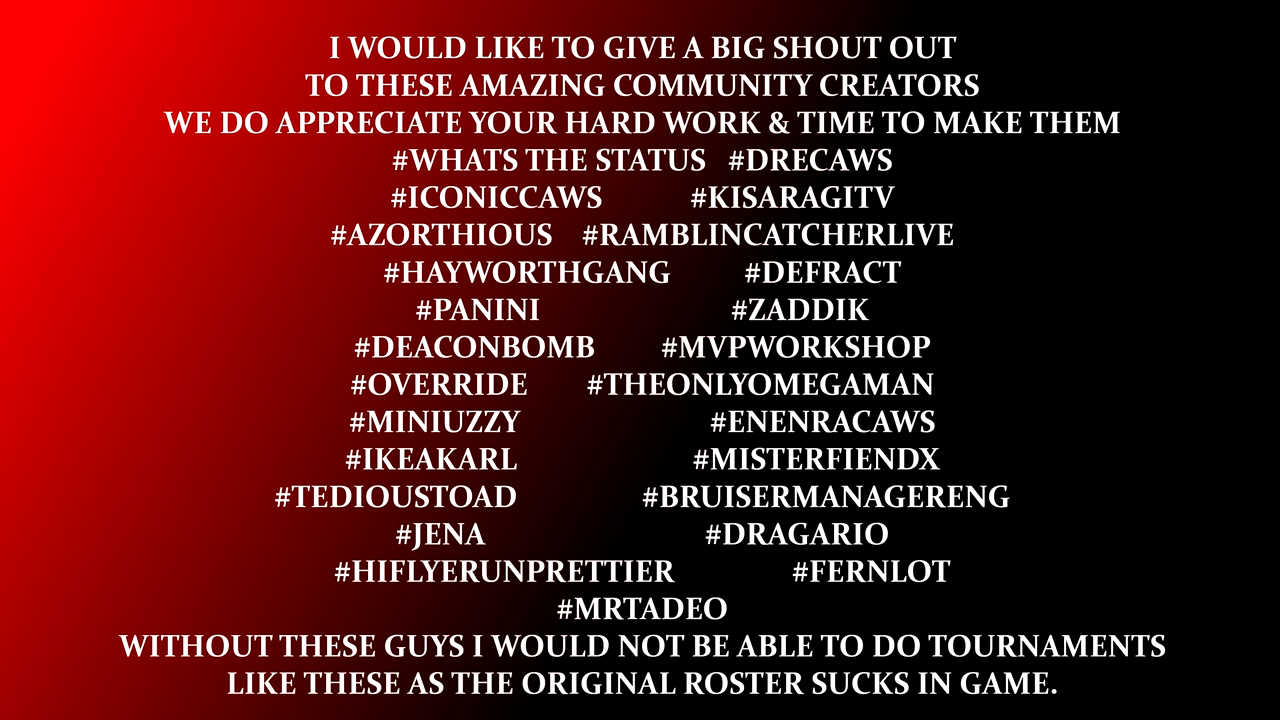 I WOULD LIKE TO GIVE A BIG SHOUT OUT
TO THESE AMAZING COMMUNITY CREATORS
WE DO APPRECIATE YOUR HARD WORK & TIME TO MAKE THEM
#WHATS THE STATUS #DRECAWS
#ICONICCAWS #KISARAGITV
#AZORTHIOUS #RAMBLINCATCHERLIVE
#HAYWORTHGANG #DEFRACT
#PANINI #ZADDIK
#DEACONBOMB #MVPWORKSHOP
#OVERRIDE #THEONLYOMEGAMAN
#MINIUZZY #ENENRACAWS
#IKEAKARL #MISTERFIENDX
#TEDIOUSTOAD #BRUISERMANAGERENG
#JENA #DRAGARIO
#HIFLYERUNPRETTIER #FERNLOT
#MRTADEO
WITHOUT THESE GUYS I WOULD NOT BE ABLE TO DO TOURNAMENTS
LIKE THESE AS THE ORIGINAL ROSTER SUCKS IN GAME.